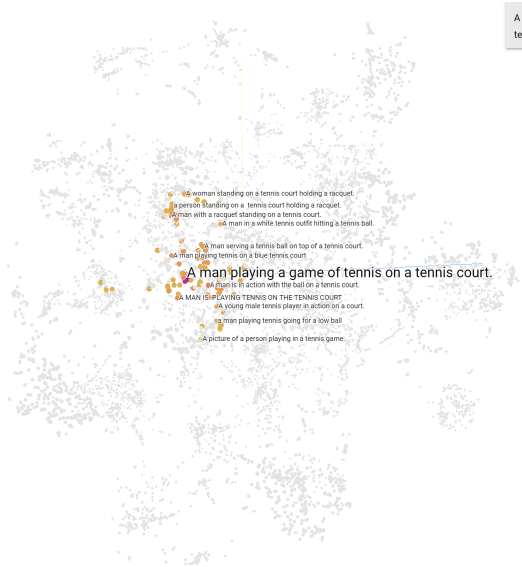 A
te
A woman standing on a tennis court holding a racquet.
a person standing on a tennis court holding a racquet.
A man with a racquet standing on a tennis court.
A man in a white tennis outfit hitting a tennis ball.
A man serving a tennis ball on top of a tennis court.
A man playing tennis on a blue tennis court
A man playing a game of tennis on a tennis court.
A man is in action with the ball on a tennis court.
A MAN IS PLAYING TENNIS ON THE TENNIS COURT
A young male tennis player in action on a court.
a man playing tennis going for a low ball
A picture of a person playing in a tennis game.